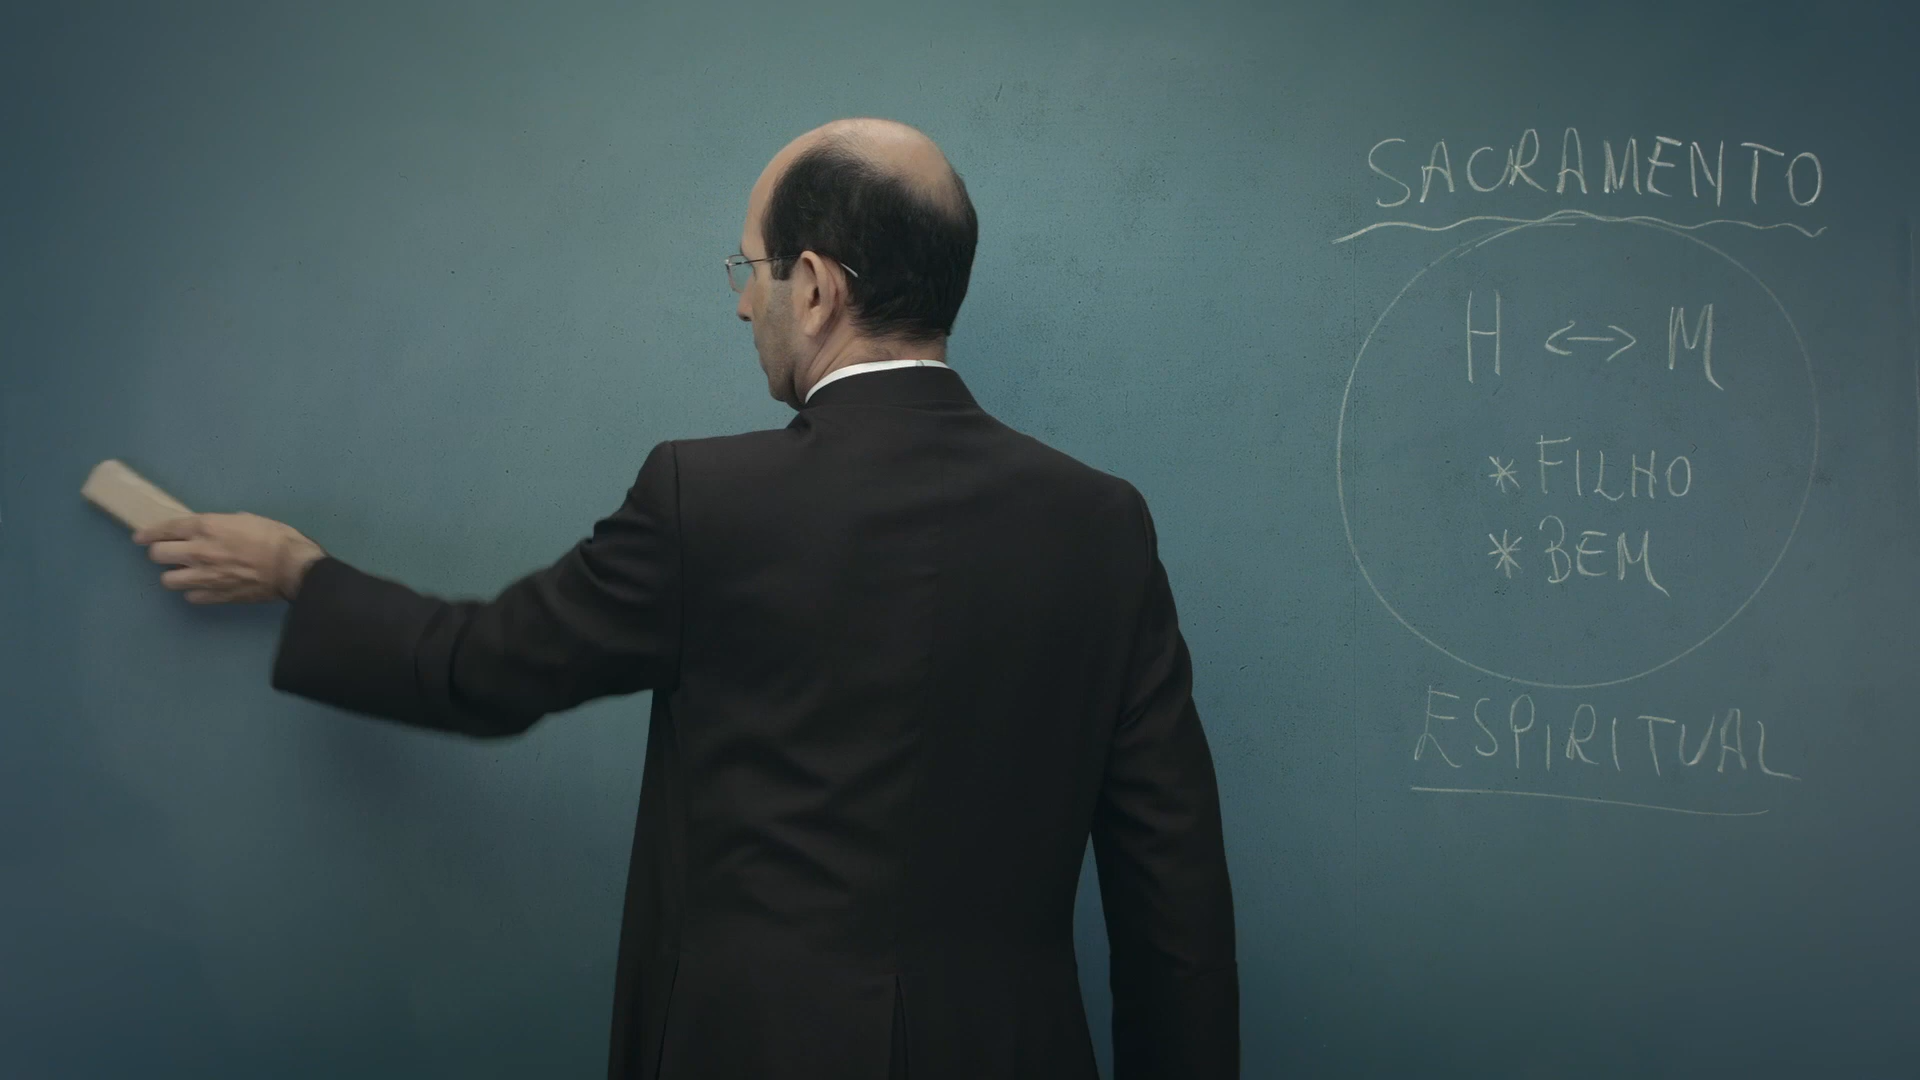 SACRAMENTO
H <-> M
* FILHO
* BEM
ESPIRITUAL